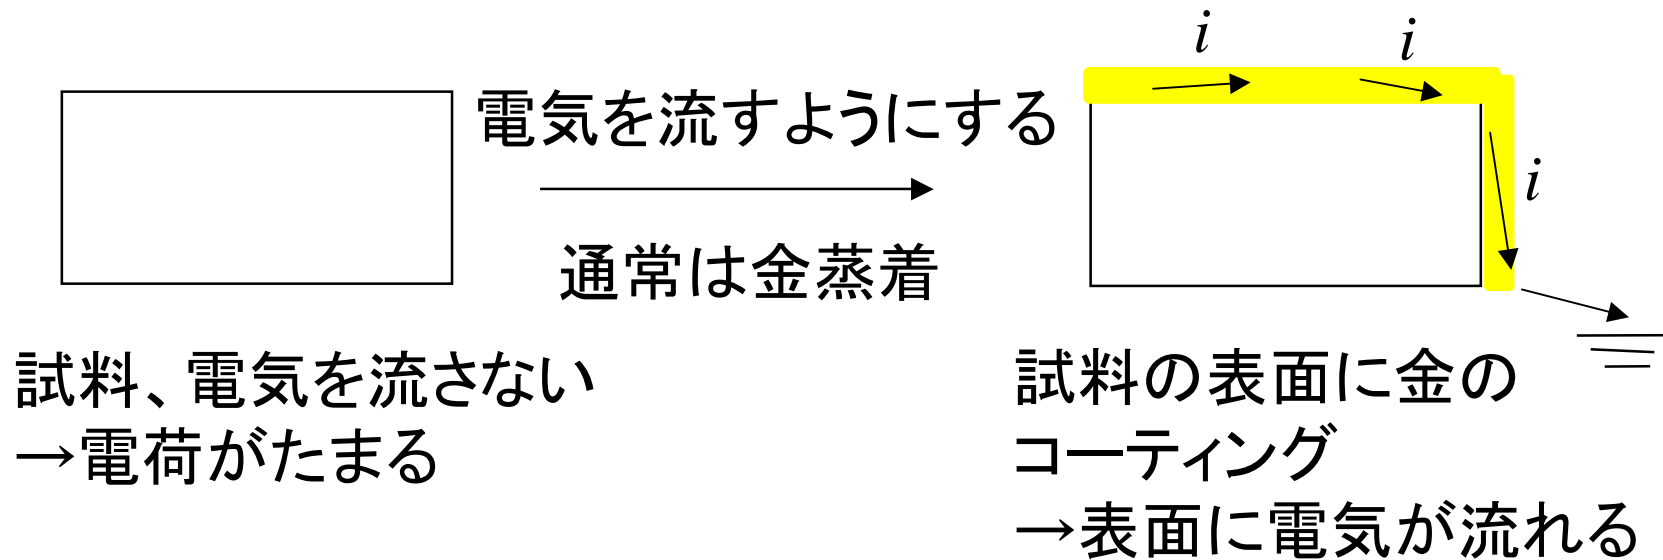 電気を流すようにする
通常は金蒸着
試料、電気を流さない
→電荷がたまる
i
i
i
試料の表面に金の
コーティング
→表面に電気が流れる